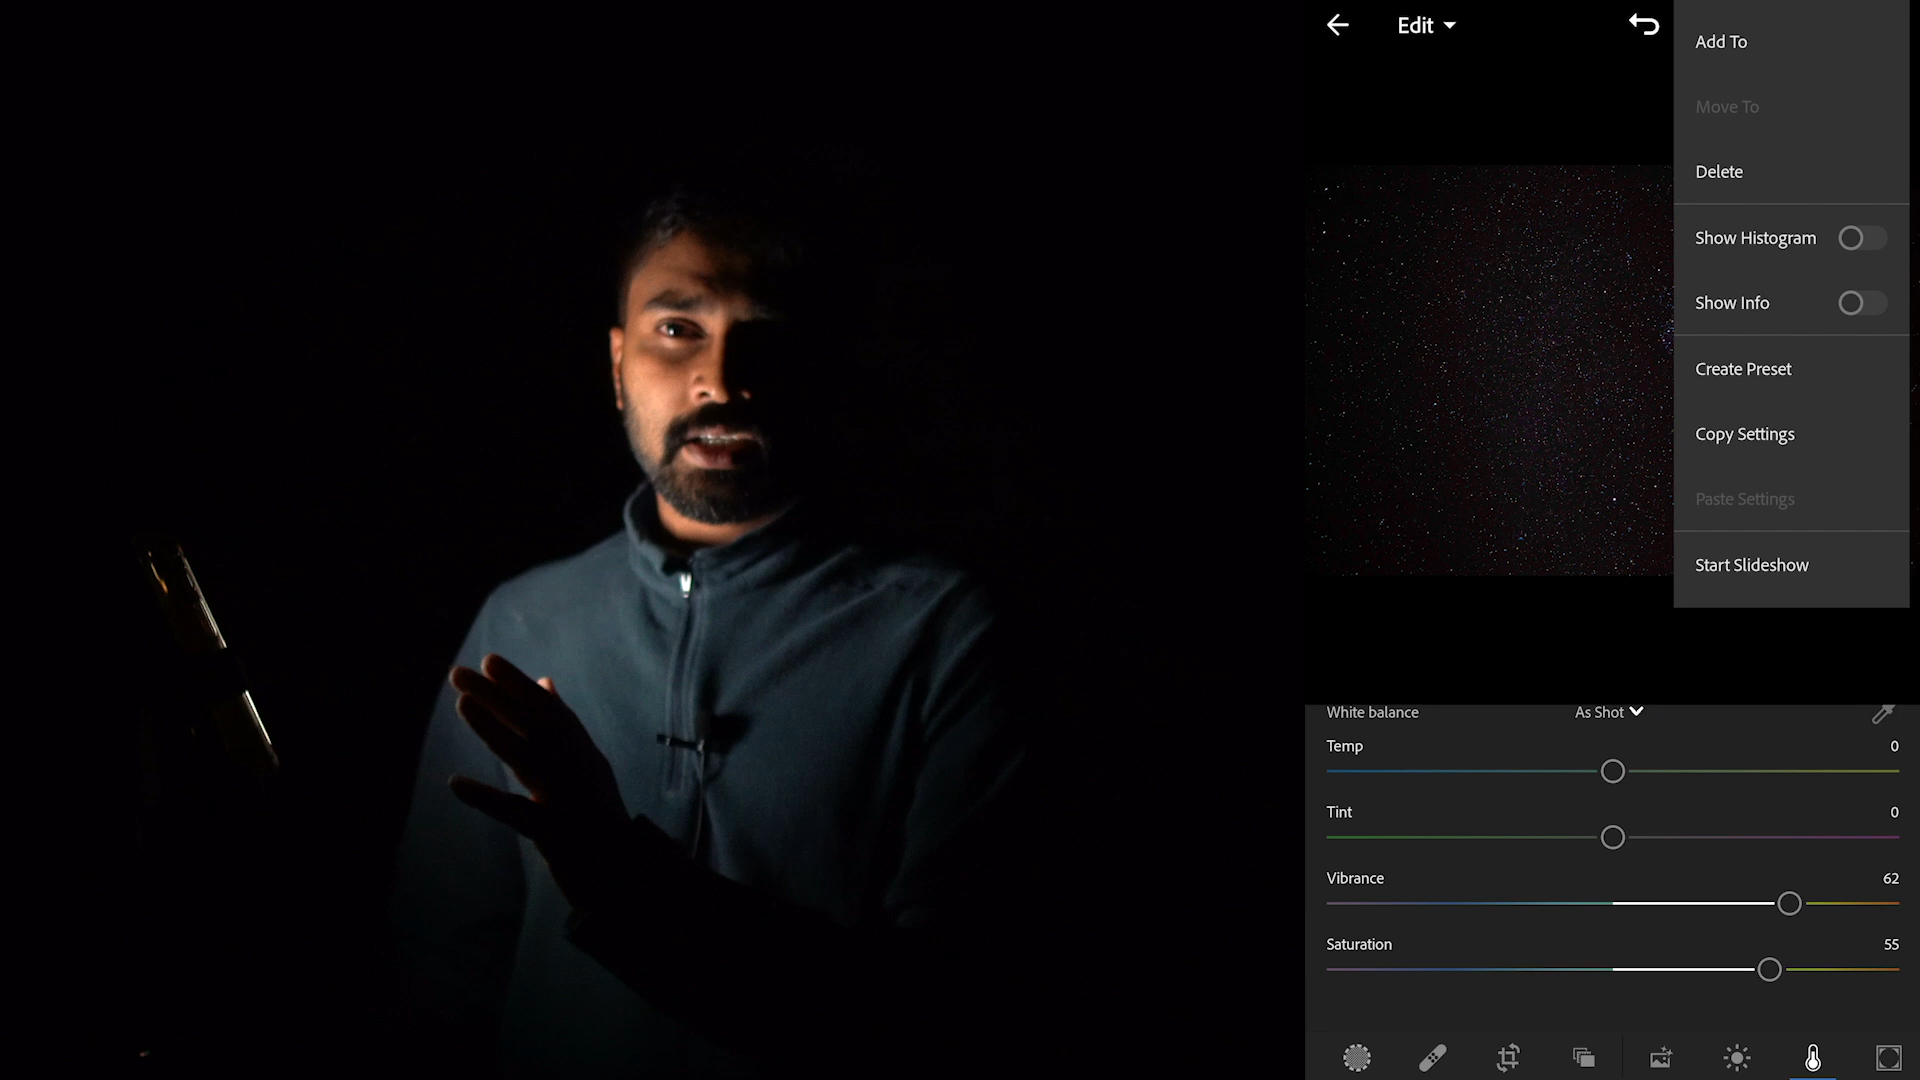 Edit
Add To
Move To
Delete
Show Histogram
Show Info
Create Preset
Copy Settings
Paste Settings
Start Slideshow
White balance
As Shot
Temp 0
Tint 0
Vibrance 62
Saturation 55